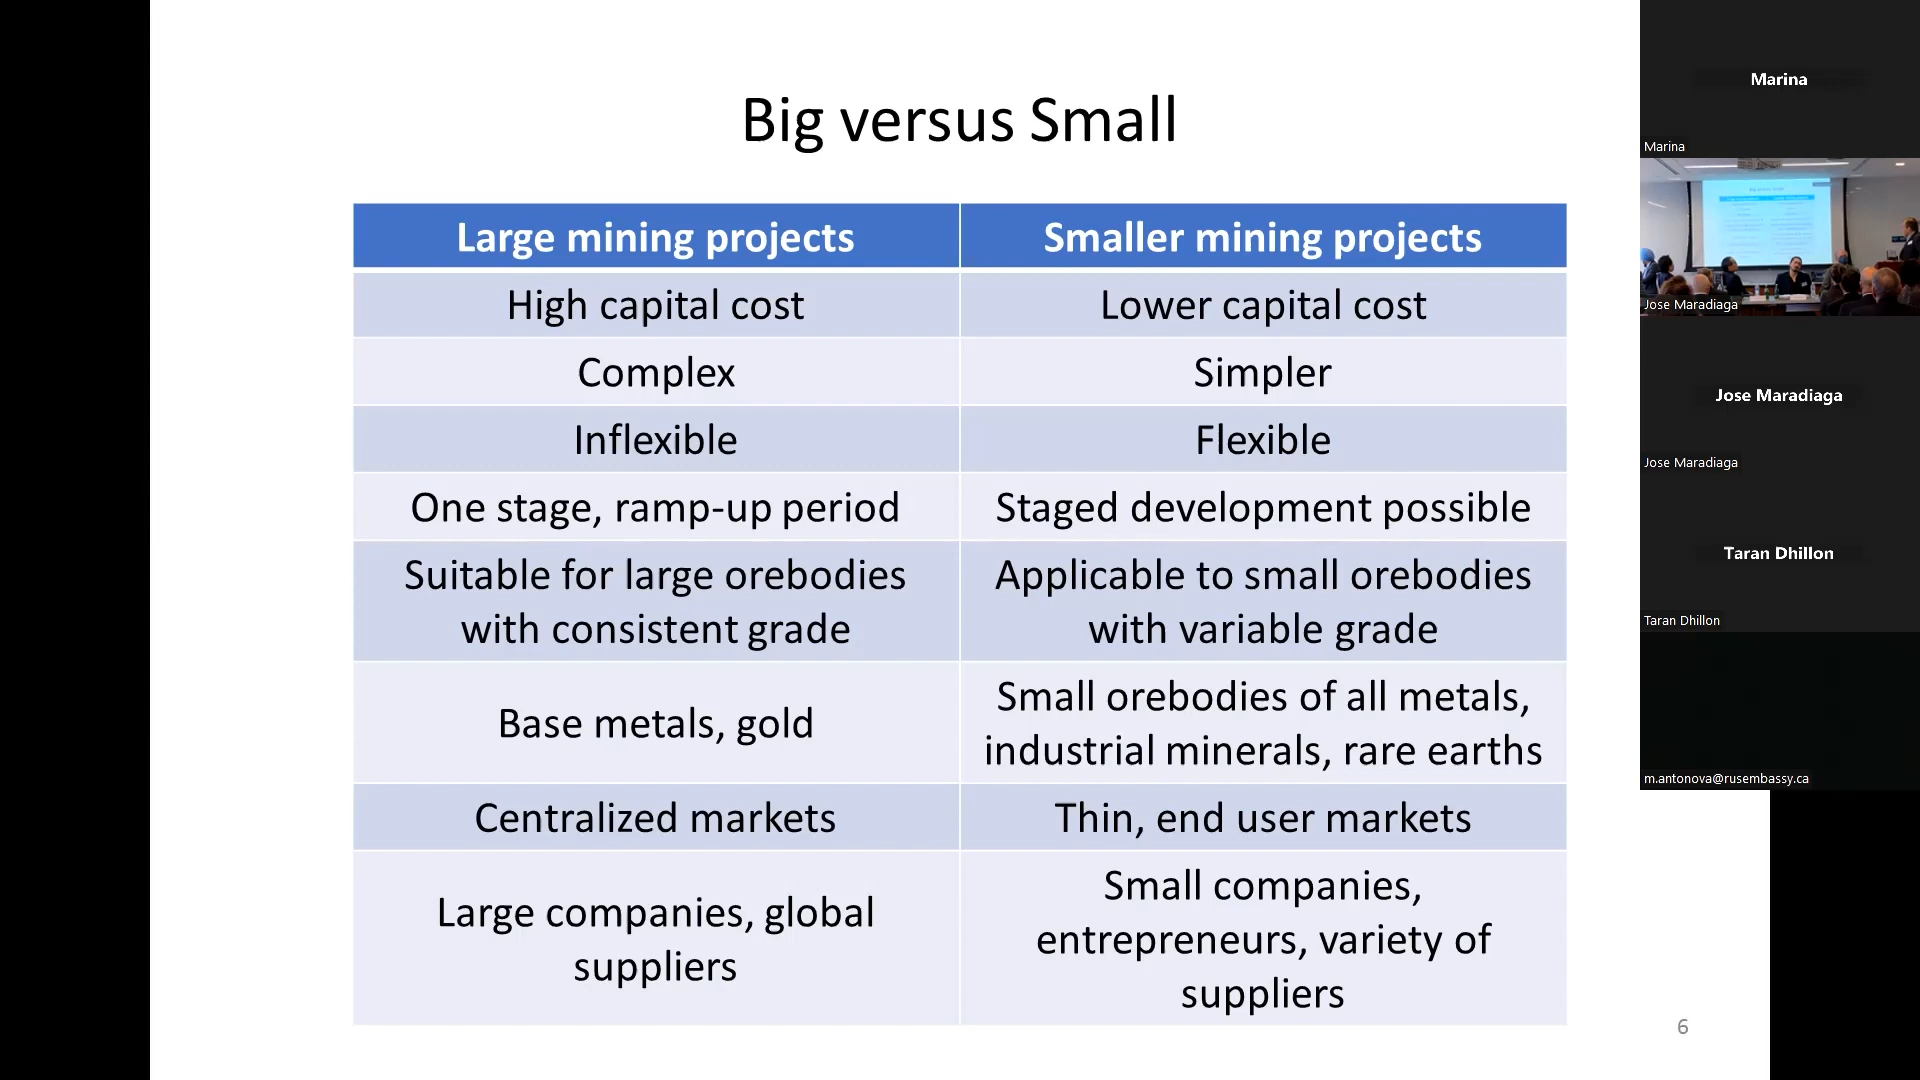 Big versus Small
Large mining projects
Smaller mining projects
High capital cost
Lower capital cost
Complex
Simpler
Inflexible
Flexible
One stage, ramp-up period
Staged development possible
Suitable for large orebodies
with consistent grade
Applicable to small orebodies
with variable grade
Base metals, gold
Small orebodies of all metals,
industrial minerals, rare earths
Centralized markets
Thin, end user markets
Large companies, global
suppliers
Small companies,
entrepreneurs, variety of
suppliers
6
Marina
Marina
Jose Maradiaga
Jose Maradiaga
Jose Maradiaga
Taran Dhillon
Taran Dhillon
m.antonova@rusembassy.ca